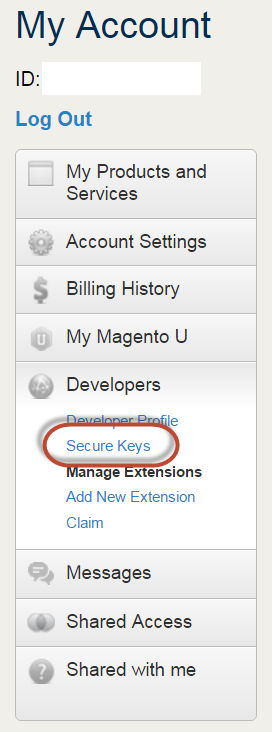 My Account
ID:
Log Out
My Products and
Services
Account Settings
Billing History
My Magento U
Developers
Developer Profile
Secure Keys
Manage Extensions
Add New Extension
Claim
Messages
Shared Access
Shared with me